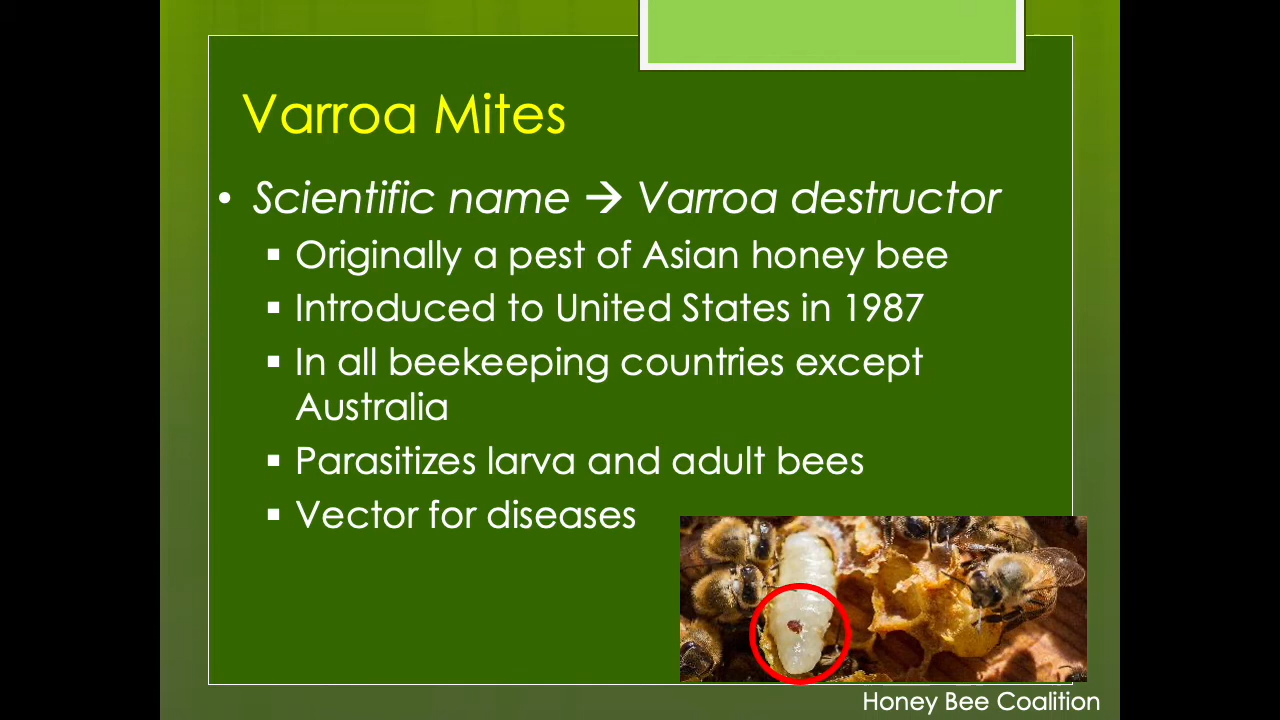 Varroa Mites
• Scientific name → Varroa destructor
▪ Originally a pest of Asian honey bee
▪ Introduced to United States in 1987
▪ In all beekeeping countries except
Australia
▪ Parasitizes larva and adult bees
▪ Vector for diseases
Honey Bee Coalition